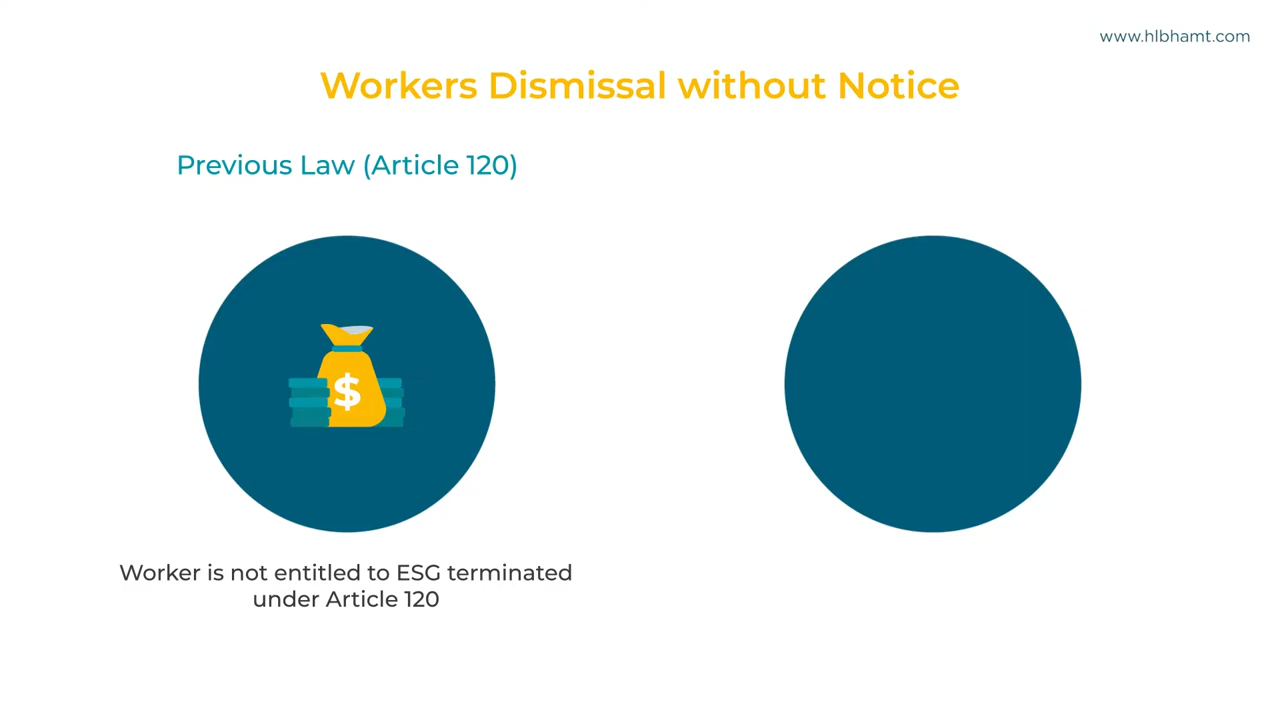 www.hlbhamt.com
Workers Dismissal without Notice
Previous Law (Article 120)
$
Worker is not entitled to ESG terminated
under Article 120